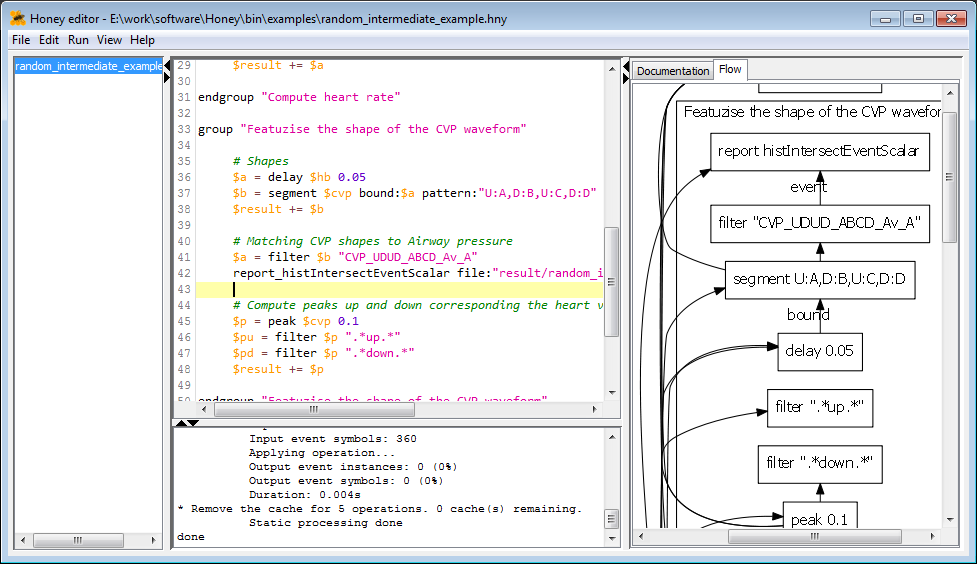 Honey editor - E:\work\software\Honey\bin\examples\random_intermediate_example.hny
File Edit Run View Help
random_intermediate_example
29 $result += $a
30
31 endgroup "Compute heart rate"
32
33 group "Featuzise the shape of the CVP waveform"
34
35 # Shapes
36 $a = delay $hb 0.05
37 $b = segment $cvp bound:$a pattern:"U:A,D:B,U:C,D:D"
38 $result += $b
39
40 # Matching CVP shapes to Airway pressure
41 $a = filter $b "CVP_UDUD_ABCD_Av_A"
42 report_histIntersectEventScalar file:"result/random_i
43
44 # Compute peaks up and down corresponding the heart v
45 $p = peak $cvp 0.1
46 $pu = filter $p ".*up.*"
47 $pd = filter $p ".*down.*"
48 $result += $p
49
50 endgroup "Featuzise the shape of the CVP waveform"
Input event symbols: 360
Applying operation...
Output event instances: 0 (0%)
Output event symbols: 0 (0%)
Duration: 0.004s
* Remove the cache for 5 operations. 0 cache(s) remaining.
Static processing done
done
Documentation Flow
Featuzise the shape of the CVP wavefor
report histIntersectEventScalar
event
filter "CVP_UDUD_ABCD_Av_A"
segment U:A,D:B,U:C,D:D
bound
delay 0.05
filter ".*up.*"
filter ".*down.*"
peak 0.1